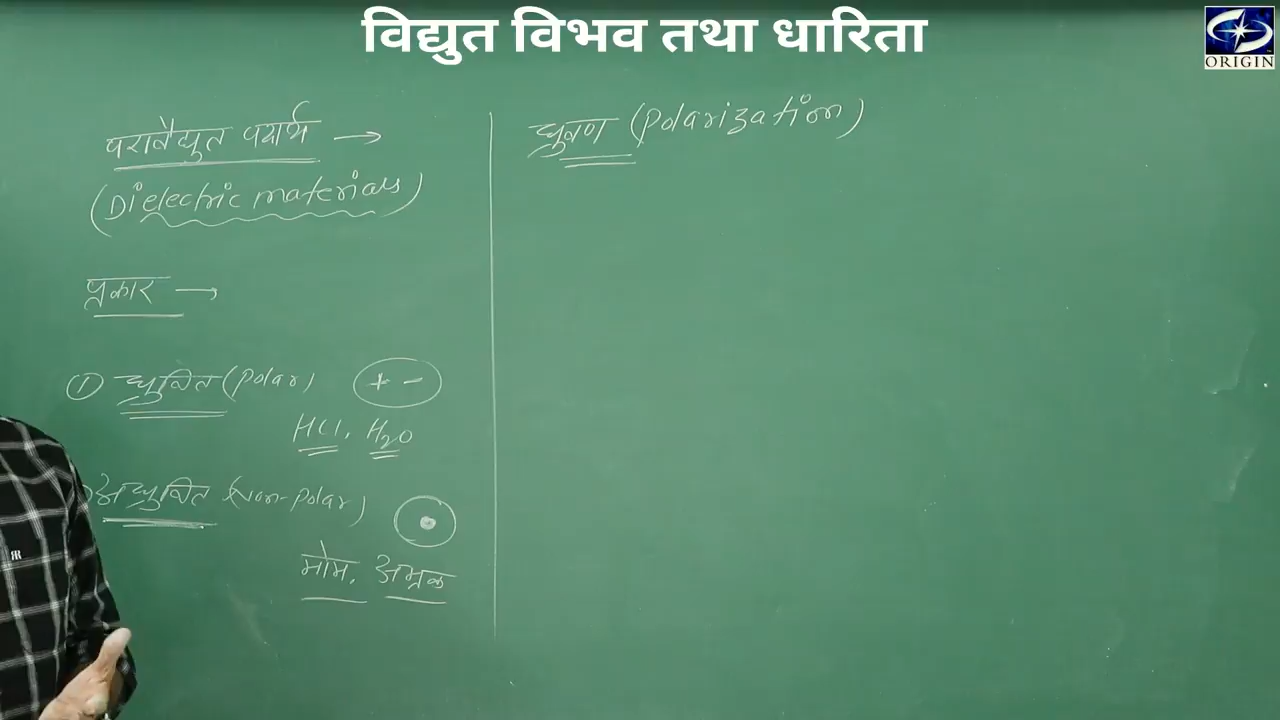 विद्युत विभव तथा धारिता
ORIGIN
परावैद्युत पदार्थ →
(Dielectric materials)
प्रकार →
① ध्रुवित (Polar) + -
HCl, H₂O
अध्रुवित (Non-Polar)
मोम, अभ्रक
ध्रुवण (Polarization)